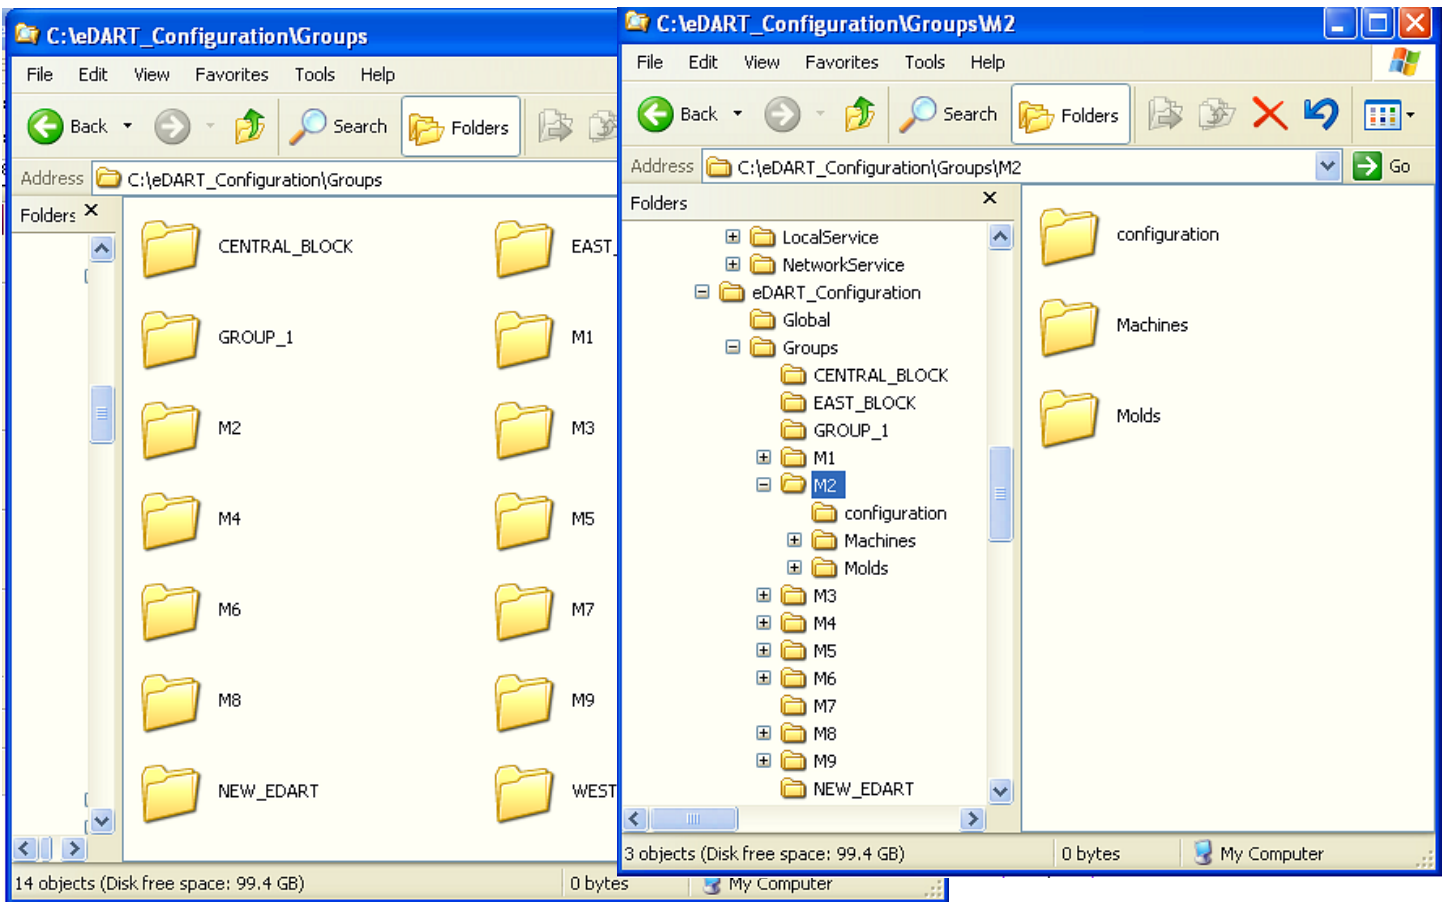 C:\eDART_Configuration\Groups
File Edit View Favorites Tools Help
Back Search Folders
Address C:\eDART_Configuration\Groups
Folders
CENTRAL_BLOCK EAST_
GROUP_1 M1
M2 M3
M4 M5
M6 M7
M8 M9
NEW_EDART WEST
14 objects (Disk free space: 99.4 GB) 0 bytes My Computer
C:\eDART_Configuration\Groups\M2
File Edit View Favorites Tools Help
Back Search Folders
Address C:\eDART_Configuration\Groups\M2 Go
Folders
LocalService
NetworkService
eDART_Configuration
Global
Groups
CENTRAL_BLOCK
EAST_BLOCK
GROUP_1
M1
M2
configuration
Machines
Molds
M3
M4
M5
M6
M7
M8
M9
NEW_EDART
configuration
Machines
Molds
3 objects (Disk free space: 99.4 GB) 0 bytes My Computer